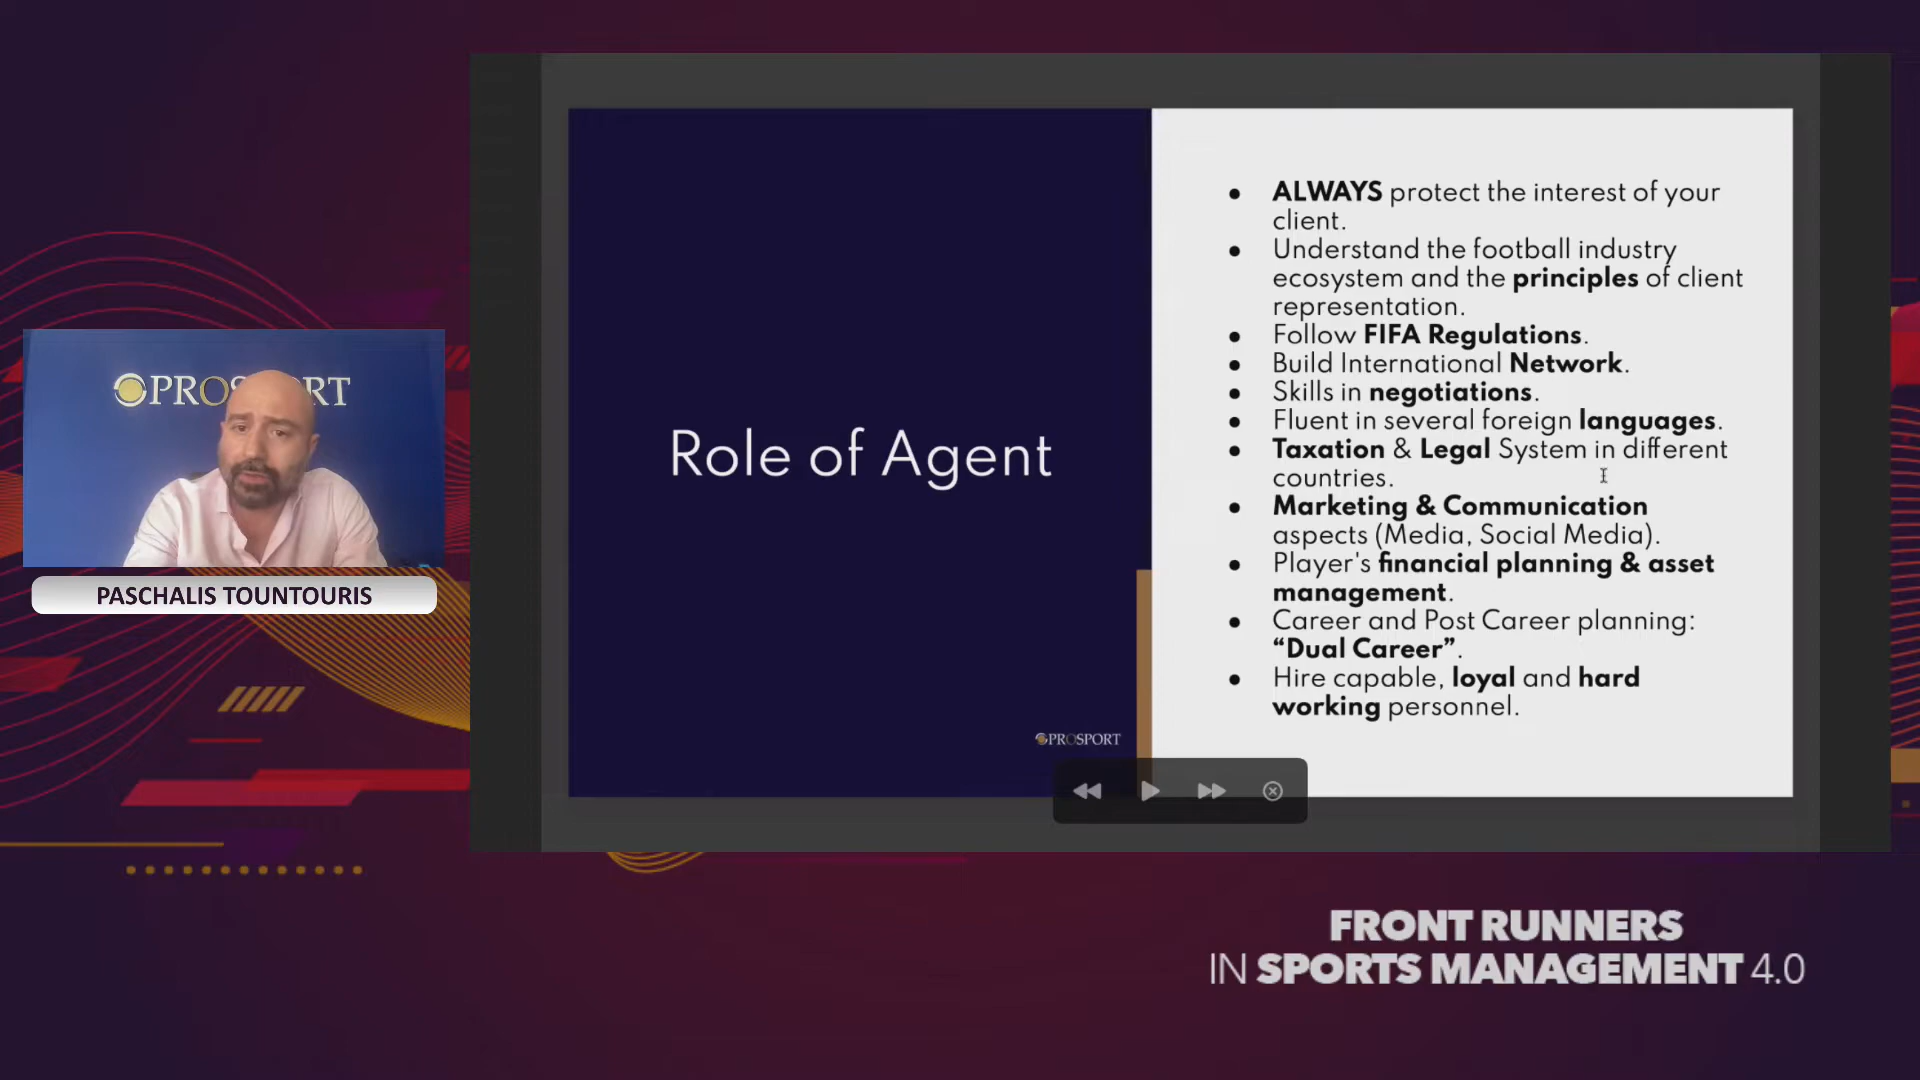 PROSPORT
PASCHALIS TOUNTOURIS
Role of Agent
PROSPORT
● ALWAYS protect the interest of your
client.
● Understand the football industry
ecosystem and the principles of client
representation.
● Follow FIFA Regulations.
● Build International Network.
● Skills in negotiations.
● Fluent in several foreign languages.
● Taxation & Legal System in different
countries.
● Marketing & Communication
aspects (Media, Social Media).
● Player's financial planning & asset
management.
● Career and Post Career planning:
“Dual Career”.
● Hire capable, loyal and hard
working personnel.
FRONT RUNNERS
IN SPORTS MANAGEMENT 4.0